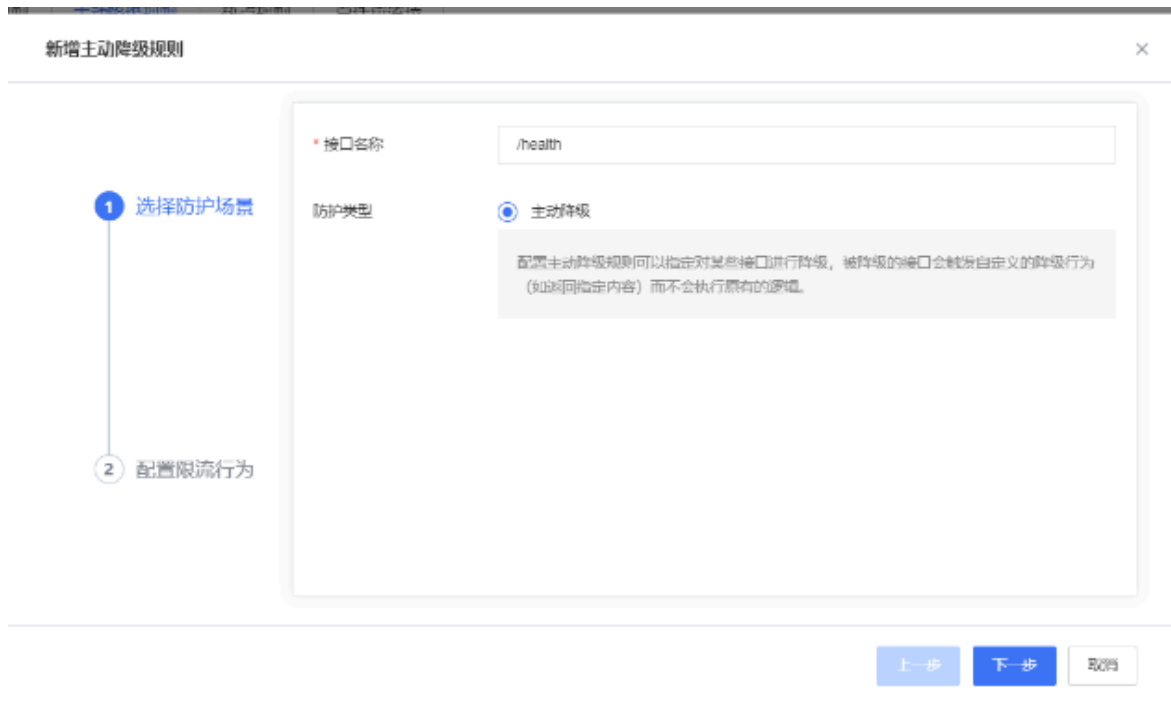 新增主动降级规则
* 接口名称
/health
1 选择防护场景
防护类型
主动降级
配置主动降级规则可以指定对某些接口进行降级，被降级的接口会触发自定义的降级行为
（如返回指定内容）而不会执行原有的逻辑。
2 配置限流行为
上一步
下一步
取消